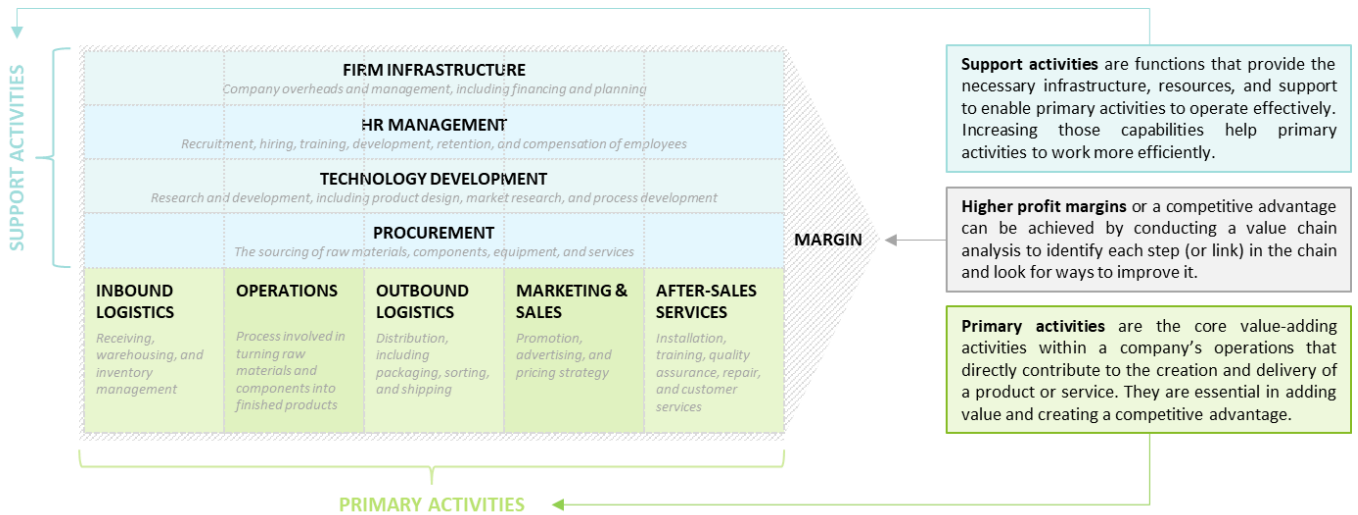 SUPPORT ACTIVITIES
FIRM INFRASTRUCTURE
Company overheads and management, including financing and planning
HR MANAGEMENT
Recruitment, hiring, training, development, retention, and compensation of employees
TECHNOLOGY DEVELOPMENT
Research and development, including product design, market research, and process development
PROCUREMENT
The sourcing of raw materials, components, equipment, and services
INBOUND
LOGISTICS
Receiving,
warehousing, and
inventory
management
OPERATIONS
Process involved in
turning raw
materials and
components into
finished products
OUTBOUND
LOGISTICS
Distribution,
including
packaging, sorting,
and shipping
MARKETING &
SALES
Promotion,
advertising, and
pricing strategy
AFTER-SALES
SERVICES
Installation,
training, quality
assurance, repair,
and customer
services
MARGIN
PRIMARY ACTIVITIES
Support activities are functions that provide the
necessary infrastructure, resources, and support
to enable primary activities to operate effectively.
Increasing those capabilities help primary
activities to work more efficiently.
Higher profit margins or a competitive advantage
can be achieved by conducting a value chain
analysis to identify each step (or link) in the chain
and look for ways to improve it.
Primary activities are the core value-adding
activities within a company's operations that
directly contribute to the creation and delivery of
a product or service. They are essential in adding
value and creating a competitive advantage.